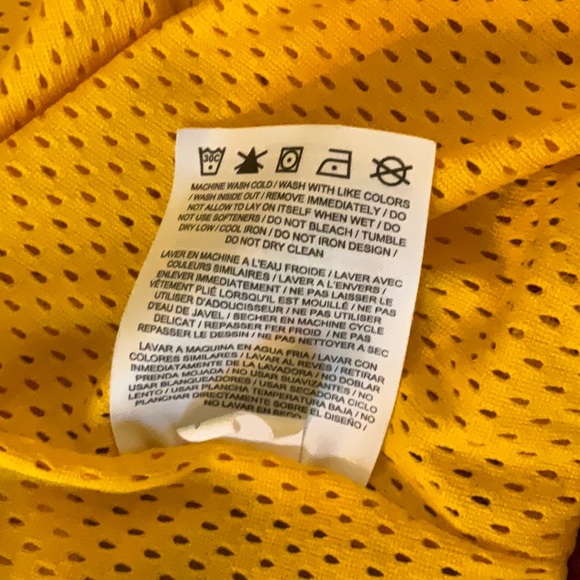 30C
MACHINE WASH COLD / WASH WITH LIKE COLORS
/ WASH INSIDE OUT / REMOVE IMMEDIATELY / DO
NOT ALLOW TO LAY ON ITSELF WHEN WET / DO
NOT USE SOFTENERS / DO NOT BLEACH / TUMBLE
DRY LOW / COOL IRON / DO NOT IRON DESIGN /
DO NOT DRY CLEAN
LAVER EN MACHINE A L'EAU FROIDE / LAVER AVEC
COULEURS SIMILAIRES / LAVER A L'ENVERS /
ENLEVER IMMEDIATEMENT / NE PAS LAISSER LE
VÊTEMENT PLIÉ LORSQU'IL EST MOUILLÉ / NE PAS
UTILISER D'ADOUCISSEUR / NE PAS UTILISER
D'EAU DE JAVEL / SECHER EN MACHINE CYCLE
DELICAT / REPASSER FER FROID / NE PAS
REPASSER LE DESSIN / NE PAS NETTOYER A SEC
LAVAR A MAQUINA EN AGUA FRIA / LAVAR CON
COLORES SIMILARES / LAVAR AL REVES / RETIRAR
INMEDIATAMENTE DE LA LAVADORA / NO DOBLAR
PRENDA MOJADA / NO USAR SUAVIZANTES / NO
USAR BLANQUEADORES / USAR SECADORA CICLO
LENTO / USAR PLANCHA TEMPERATURA BAJA / NO
PLANCHAR DIRECTAMENTE SOBRE EL DISEÑO /
NO LAVAR EN SECO